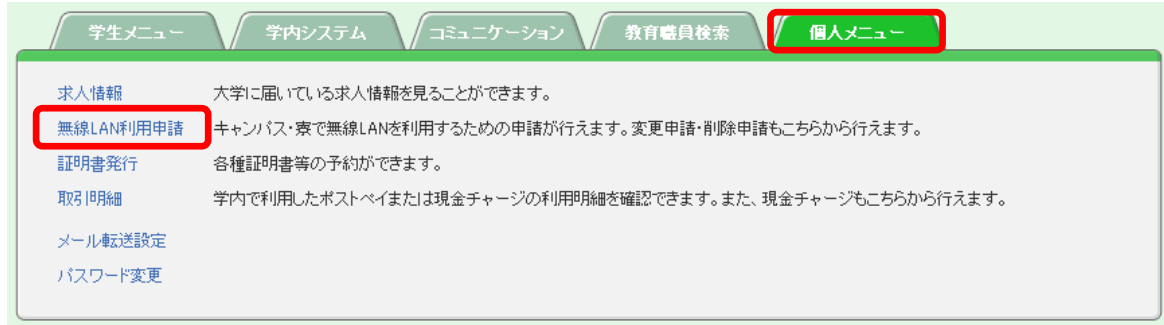 学生メニュー 学内システム コミュニケーション 教育職員検索 個人メニュー
求人情報 大学に届いている求人情報を見ることができます。
無線LAN利用申請 キャンパス・寮で無線LANを利用するための申請が行えます。変更申請・削除申請もこちらから行えます。
証明書発行 各種証明書等の予約ができます。
取引明細 学内で利用したポストペイまたは現金チャージの利用明細を確認できます。また、現金チャージもこちらから行えます。
メール転送設定
パスワード変更